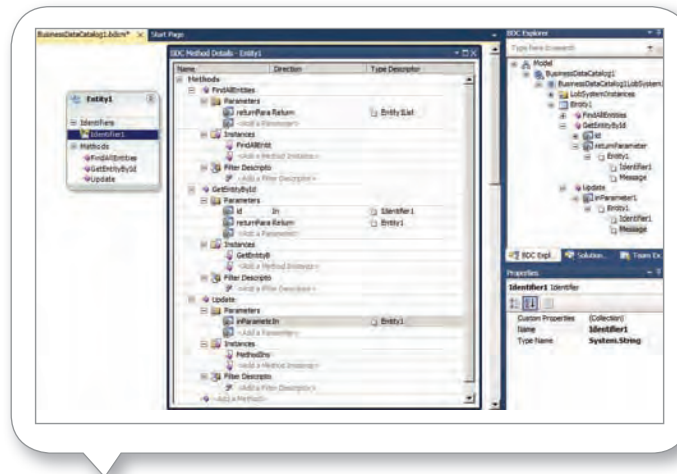 BusinessDataCatalog1.bdcm* Start Page
Entity1
Identifiers
Identifier1
Methods
FindAllEntities
GetEntityById
Update
BDC Method Details - Entity1
Name Direction Type Descriptor
Methods
FindAllEntities
Parameters
returnPara Return Entity1List
<Add a Parameter>
Instances
FindAllEntit
<Add a Method Instance>
Filter Descripto
<Add a Filter Descriptor>
GetEntityById
Parameters
id In Identifier1
returnPara Return Entity1
<Add a Parameter>
Instances
GetEntityB
<Add a Method Instance>
Filter Descripto
<Add a Filter Descriptor>
Update
Parameters
inParametc In Entity1
<Add a Parameter>
Instances
MethodIns
<Add a Method Instance>
Filter Descripto
<Add a Filter Descriptor>
<Add a Method>
BDC Explorer
Type here to search
Model
BusinessDataCatalog1
BusinessDataCatalog1LobSystem
LobSystemInstances
Entity1
FindAllEntities
GetEntityById
id
returnParameter
Entity1
Identifier1
Message
Update
inParameter1
Entity1
Identifier1
Message
BDC Expl... Solution... Team Ex...
Properties
Identifier1 Identifier
Custom Properties (Collection)
Name Identifier1
Type Name System.String